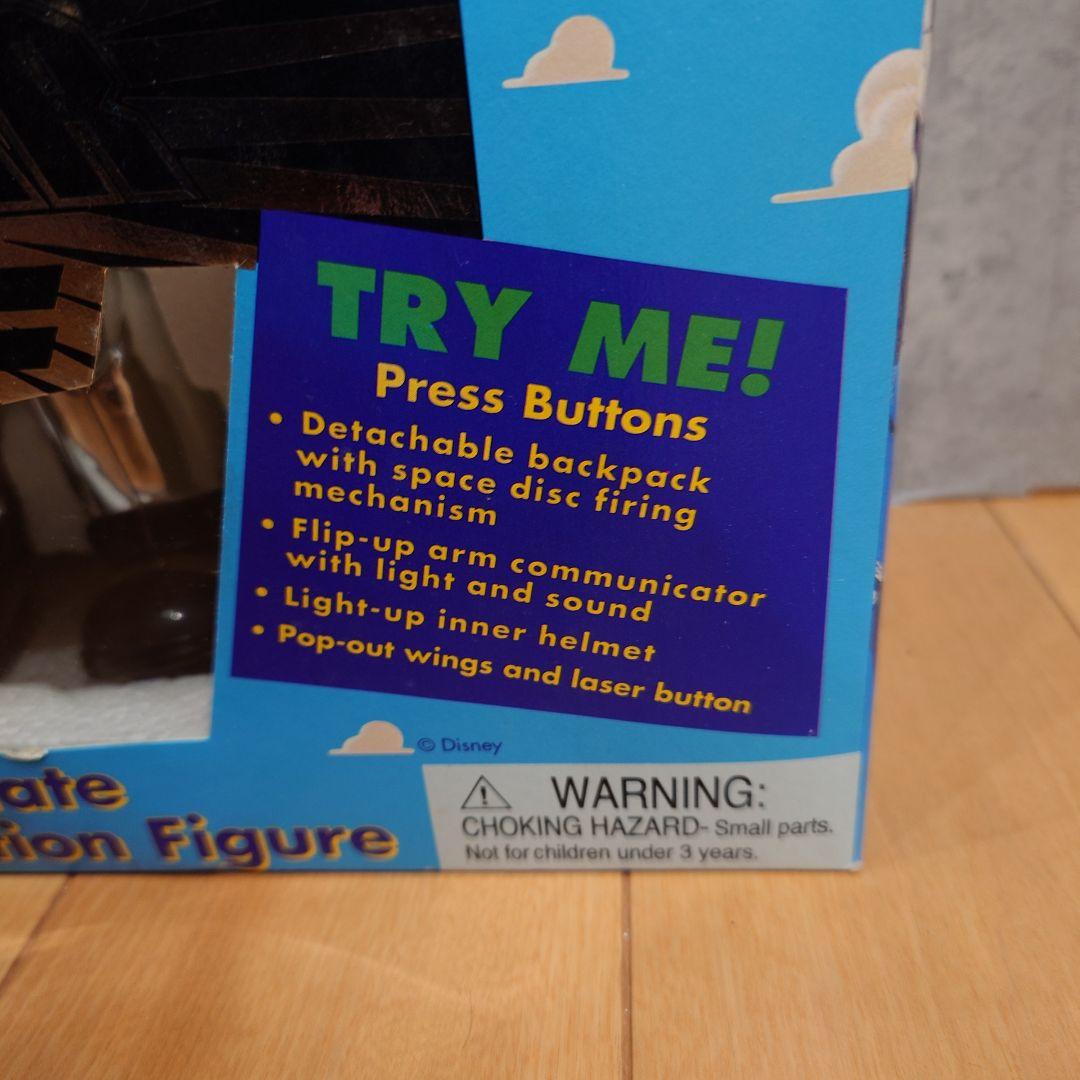 TRY ME!
Press Buttons
• Detachable backpack
with space disc firing
mechanism
• Flip-up arm communicator
with light and sound
• Light-up inner helmet
• Pop-out wings and laser button
© Disney
WARNING:
CHOKING HAZARD- Small parts.
Not for children under 3 years.
Figure